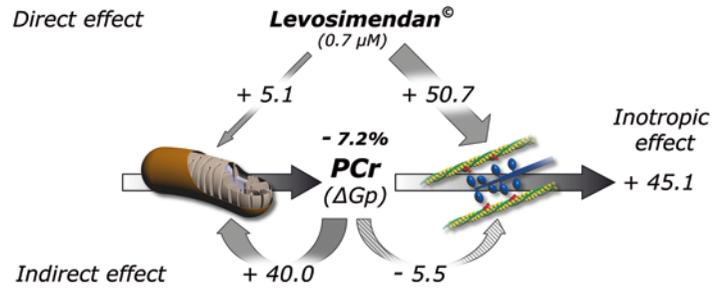 Direct effect
Levosimendan©
(0.7 µM)
+ 5.1
+ 50.7
Inotropic
effect
+ 45.1
- 7.2%
PCr
(ΔGp)
Indirect effect
+ 40.0
- 5.5